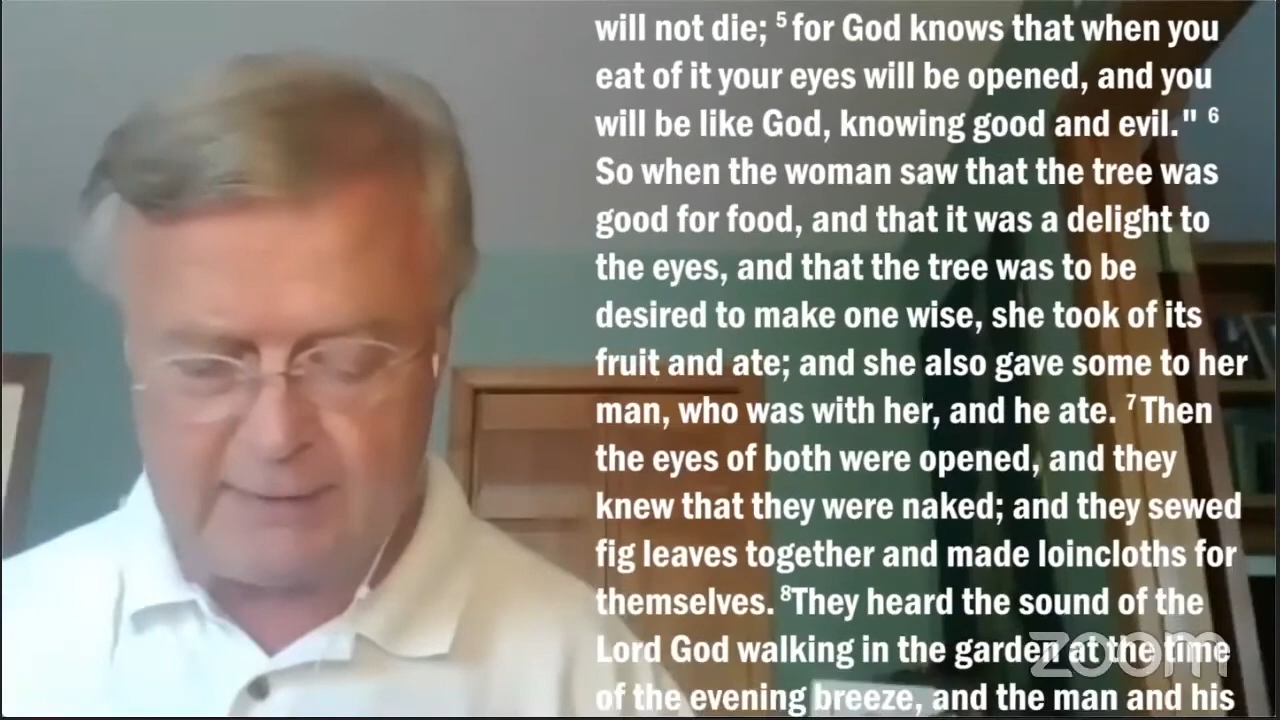 will not die; ⁵ for God knows that when you
eat of it your eyes will be opened, and you
will be like God, knowing good and evil." ⁶
So when the woman saw that the tree was
good for food, and that it was a delight to
the eyes, and that the tree was to be
desired to make one wise, she took of its
fruit and ate; and she also gave some to her
man, who was with her, and he ate. ⁷ Then
the eyes of both were opened, and they
knew that they were naked; and they sewed
fig leaves together and made loincloths for
themselves. ⁸They heard the sound of the
Lord God walking in the garden at the time
of the evening breeze, and the man and his
zoom